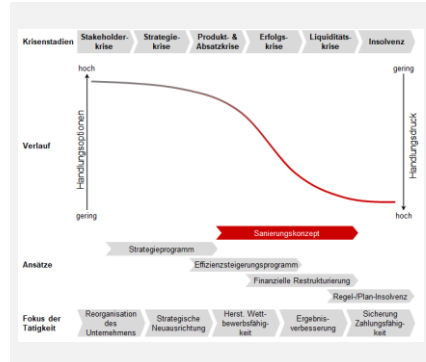 Krisenstadien
Stakeholder-
krise
Strategie-
krise
Produkt- &
Absatzkrise
Erfolgs-
krise
Liquiditäts-
krise
Insolvenz
hoch
gering
Verlauf
Handlungsoptionen
Handlungsdruck
gering
hoch
Sanierungskonzept
Strategieprogramm
Ansätze
Effizienzsteigerungsprogramm
Finanzielle Restrukturierung
Regel-/Plan-Insolvenz
Fokus der
Tätigkeit
Reorganisation
des
Unternehmens
Strategische
Neuausrichtung
Herst. Wett-
bewerbsfähig-
keit
Ergebnis-
verbesserung
Sicherung
Zahlungsfähig-
keit